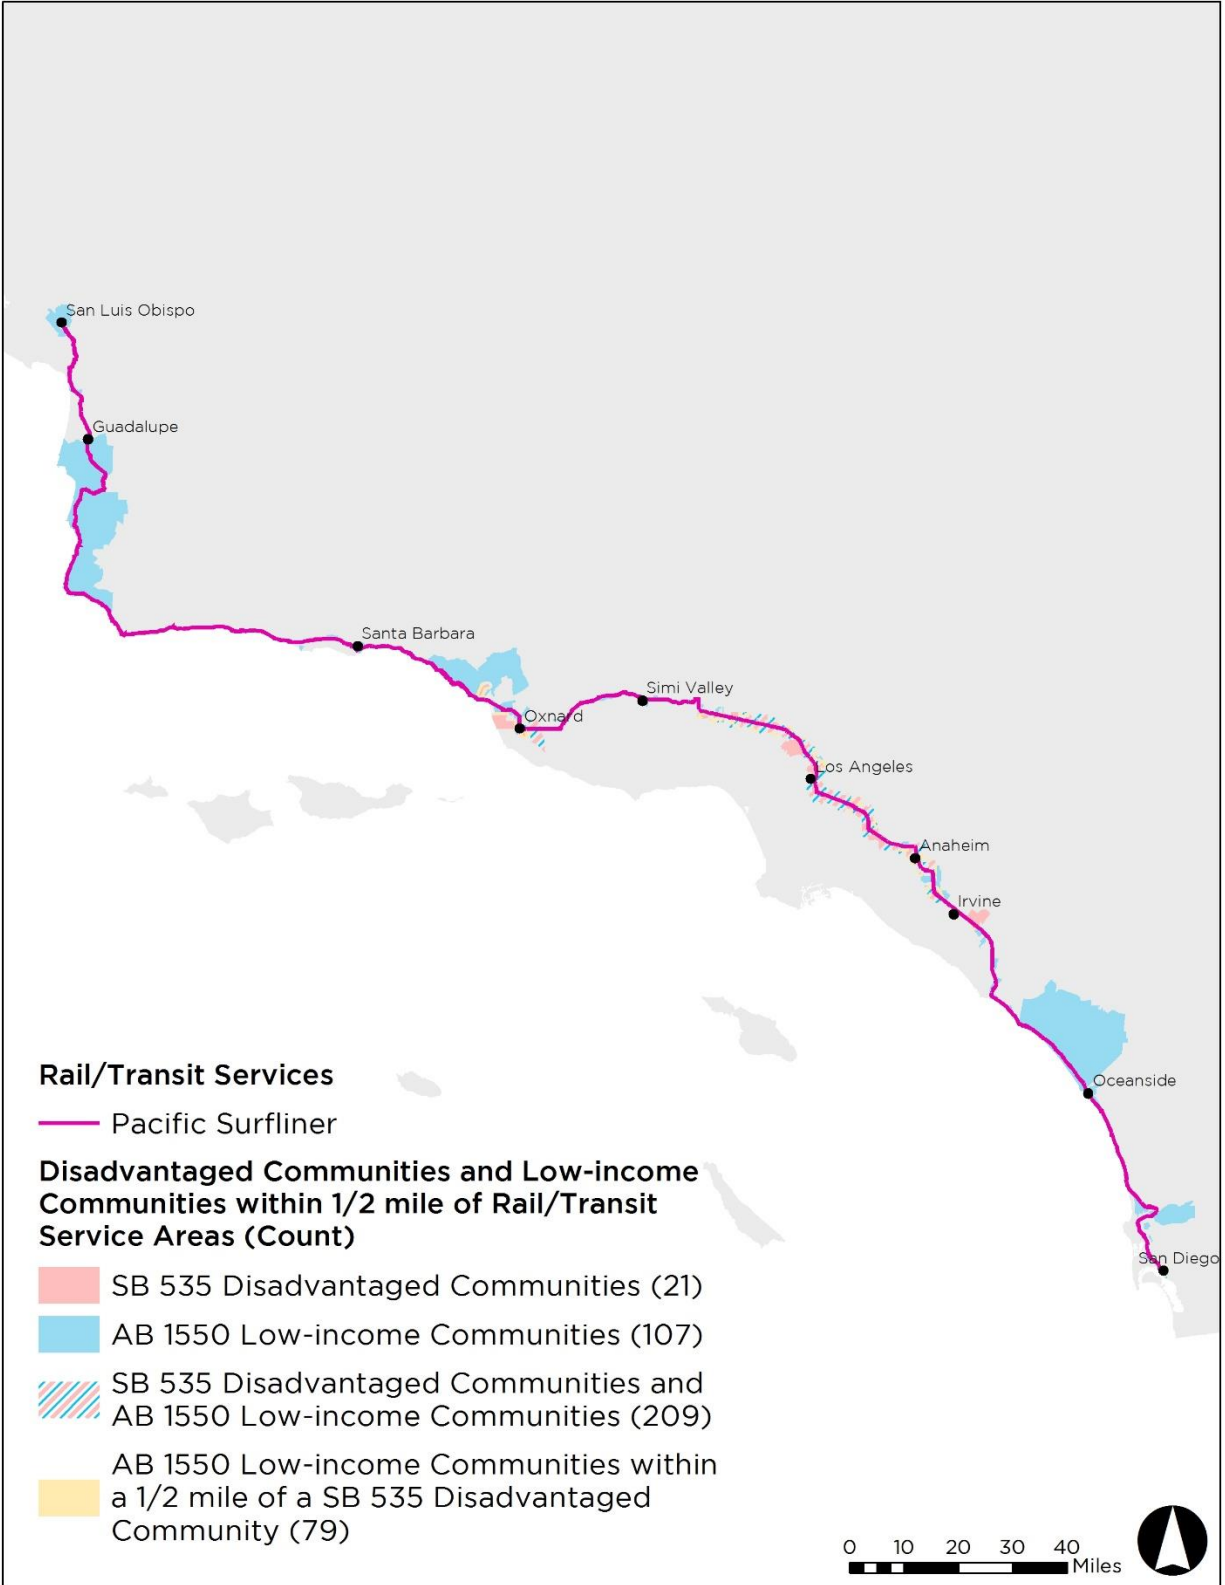 San Luis Obispo
Guadalupe
Santa Barbara
Simi Valley
Oxnard
Los Angeles
Anaheim
Irvine
Oceanside
San Diego
Rail/Transit Services
Pacific Surfliner
Disadvantaged Communities and Low-income
Communities within 1/2 mile of Rail/Transit
Service Areas (Count)
SB 535 Disadvantaged Communities (21)
AB 1550 Low-income Communities (107)
SB 535 Disadvantaged Communities and
AB 1550 Low-income Communities (209)
AB 1550 Low-income Communities within
a 1/2 mile of a SB 535 Disadvantaged
Community (79)
0 10 20 30 40
Miles